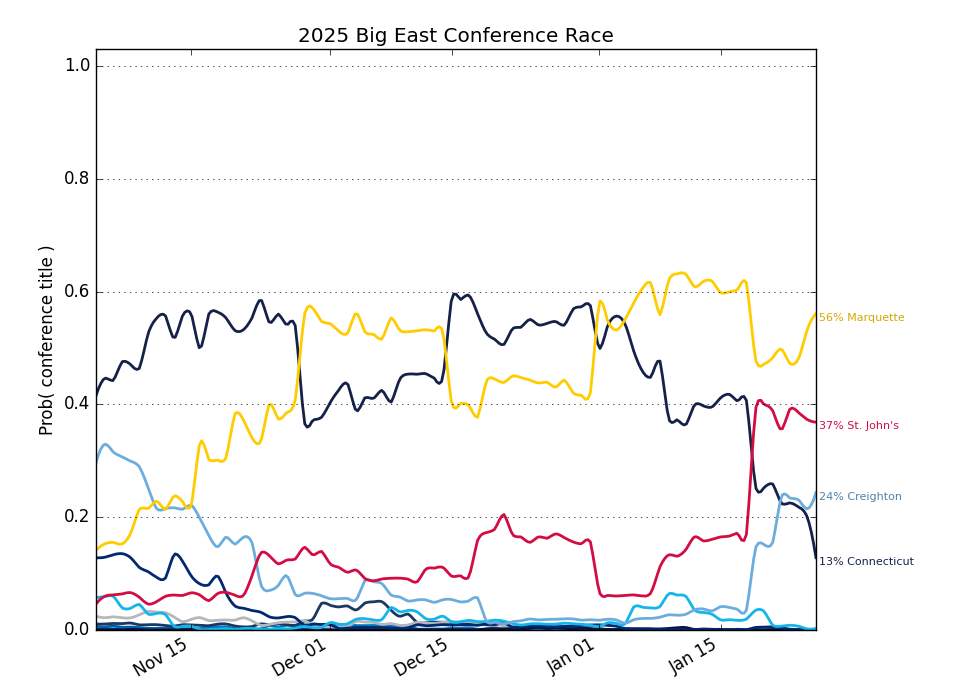 2025 Big East Conference Race
Prob( conference title )
1.0
0.8
0.6
0.4
0.2
0.0
Nov 15
Dec 01
Dec 15
Jan 01
Jan 15
56% Marquette
37% St. John's
24% Creighton
13% Connecticut